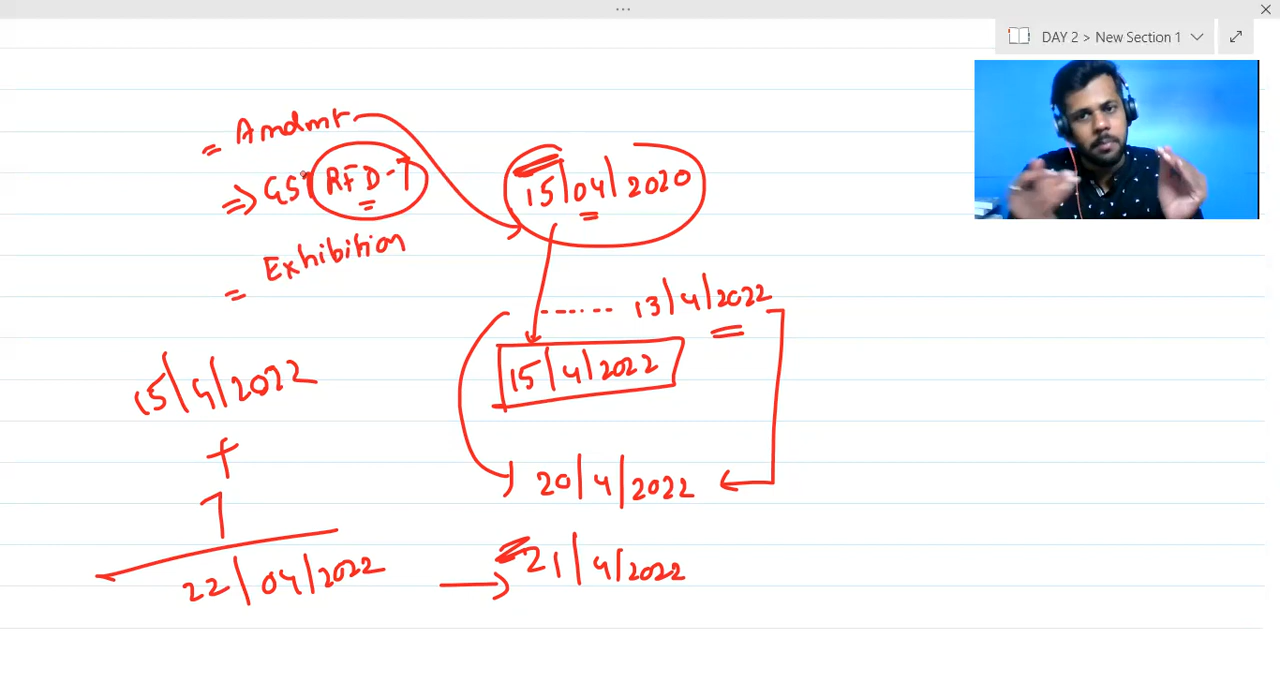 DAY 2 > New Section 1
= Amdmt
⇒ GST RFD-7
= Exhibition
15/04/2020
...... 13/4/2022
15/4/2022
15/4/2022
+
7
22/04/2022
20/4/2022
→ 21/4/2022